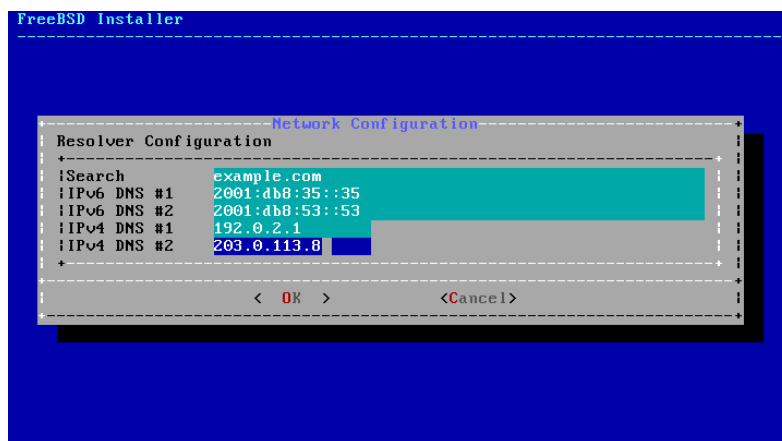 FreeBSD Installer
Network Configuration
Resolver Configuration
Search example.com
IPv6 DNS #1 2001:db8:35::35
IPv6 DNS #2 2001:db8:53::53
IPv4 DNS #1 192.0.2.1
IPv4 DNS #2 203.0.113.8
< OK > <Cancel>